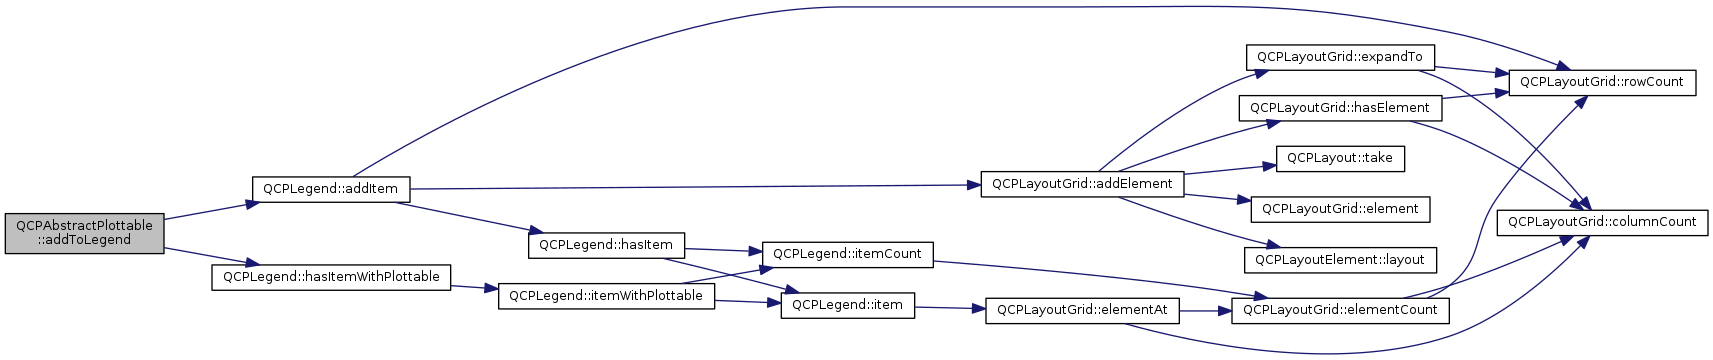 QCPAbstractPlottable
::addToLegend
QCPLegend::addItem
QCPLegend::hasItemWithPlottable
QCPLegend::hasItem
QCPLegend::itemWithPlottable
QCPLegend::itemCount
QCPLegend::item
QCPLayoutGrid::addElement
QCPLayoutGrid::elementAt
QCPLayoutGrid::expandTo
QCPLayoutGrid::hasElement
QCPLayout::take
QCPLayoutGrid::element
QCPLayoutElement::layout
QCPLayoutGrid::elementCount
QCPLayoutGrid::rowCount
QCPLayoutGrid::columnCount